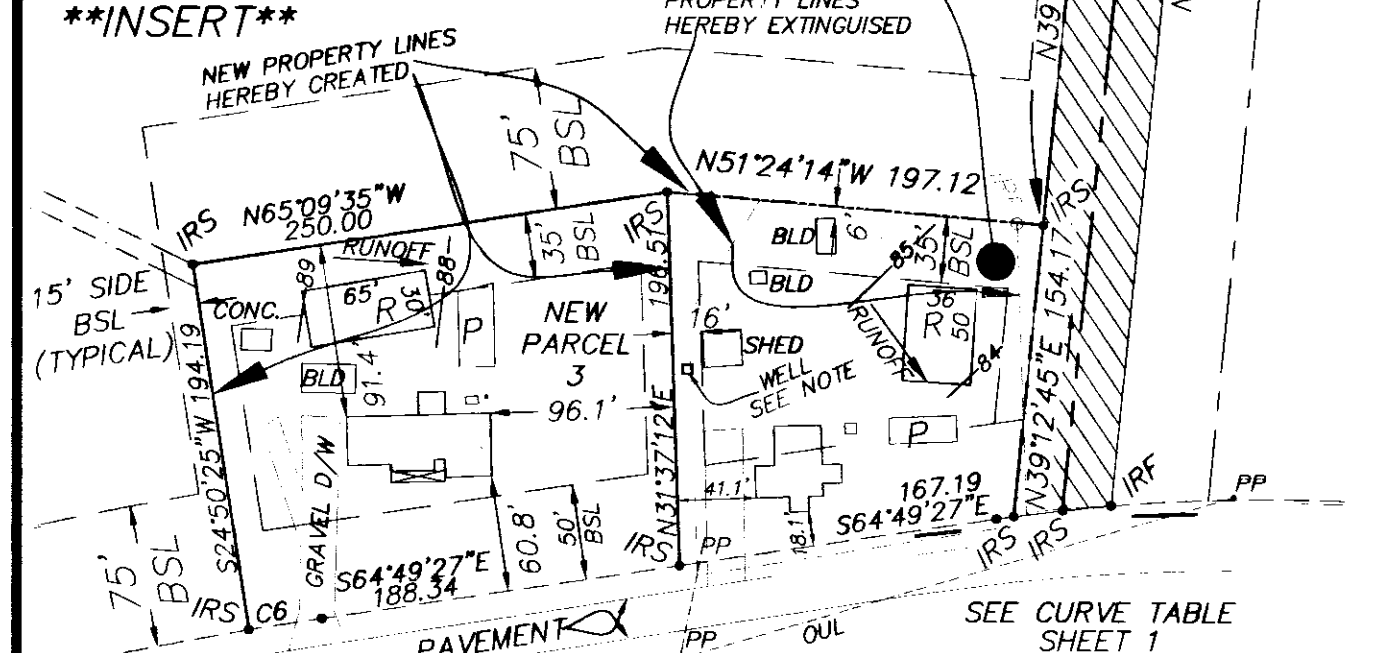 **INSERT**
PROPERTY LINES
HEREBY EXTINGUISED
NEW PROPERTY LINES
HEREBY CREATED
75'
BSL
N39
N51°24'14"W 197.12
IRS
N65°09'35"W
250.00
IRS
IRS
RUNOFF
35'
BSL
BLD
6'
35'
BSL
85
89
88
15' SIDE
BSL
(TYPICAL)
CONC.
65'
30'
R
P
NEW
PARCEL
3
BLD
16'
SHED
WELL
SEE NOTE
RUNOFF
36
R
50
84
BLD
91.4'
96.1'
S24°50'25"W 194.19
N31°37'12"E
N39°12'45"E 154.17
P
GRAVEL D/W
60.8'
50'
BSL
41.1'
18.1'
167.19
S64°49'27"E
IRF
PP
75'
BSL
IRS
C6
S64°49'27"E
188.34
IRS
PP
IRS
IRS
PAVEMENT
PP
OUL
SEE CURVE TABLE
SHEET 1